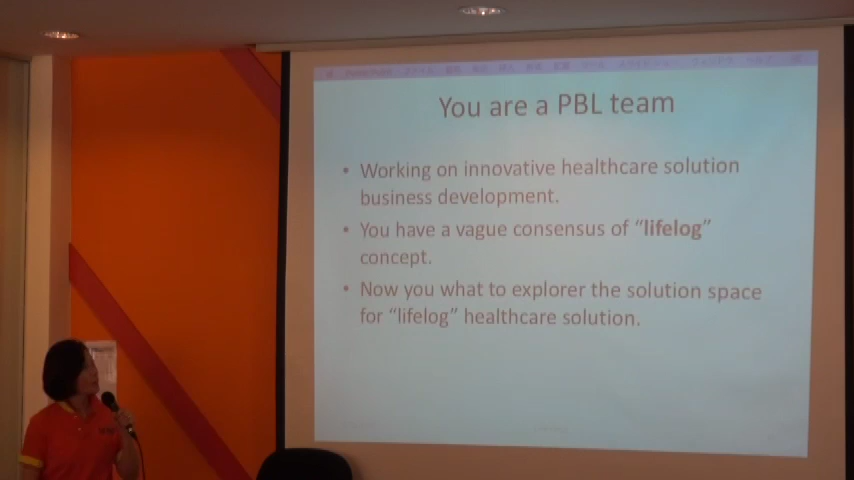 You are a PBL team
• Working on innovative healthcare solution
business development.
• You have a vague consensus of “lifelog”
concept.
• Now you what to explorer the solution space
for “lifelog” healthcare solution.